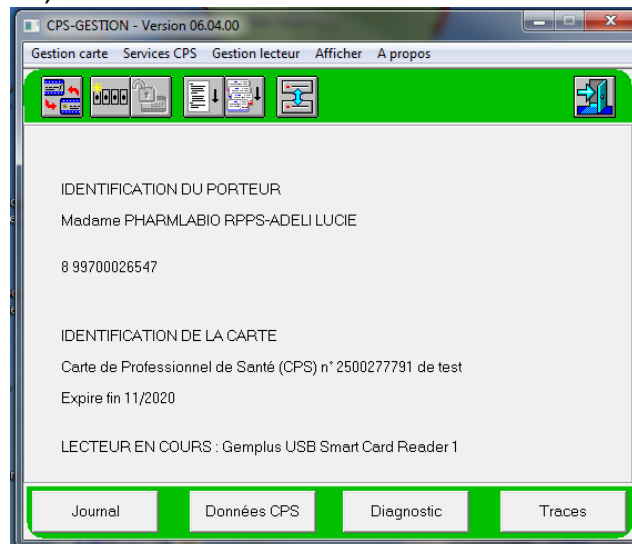 CPS-GESTION - Version 06.04.00
Gestion carte Services CPS Gestion lecteur Afficher A propos
IDENTIFICATION DU PORTEUR
Madame PHARMLABIO RPPS-ADELI LUCIE
8 99700026547
IDENTIFICATION DE LA CARTE
Carte de Professionnel de Santé (CPS) n° 2500277791 de test
Expire fin 11/2020
LECTEUR EN COURS : Gemplus USB Smart Card Reader 1
Journal Données CPS Diagnostic Traces